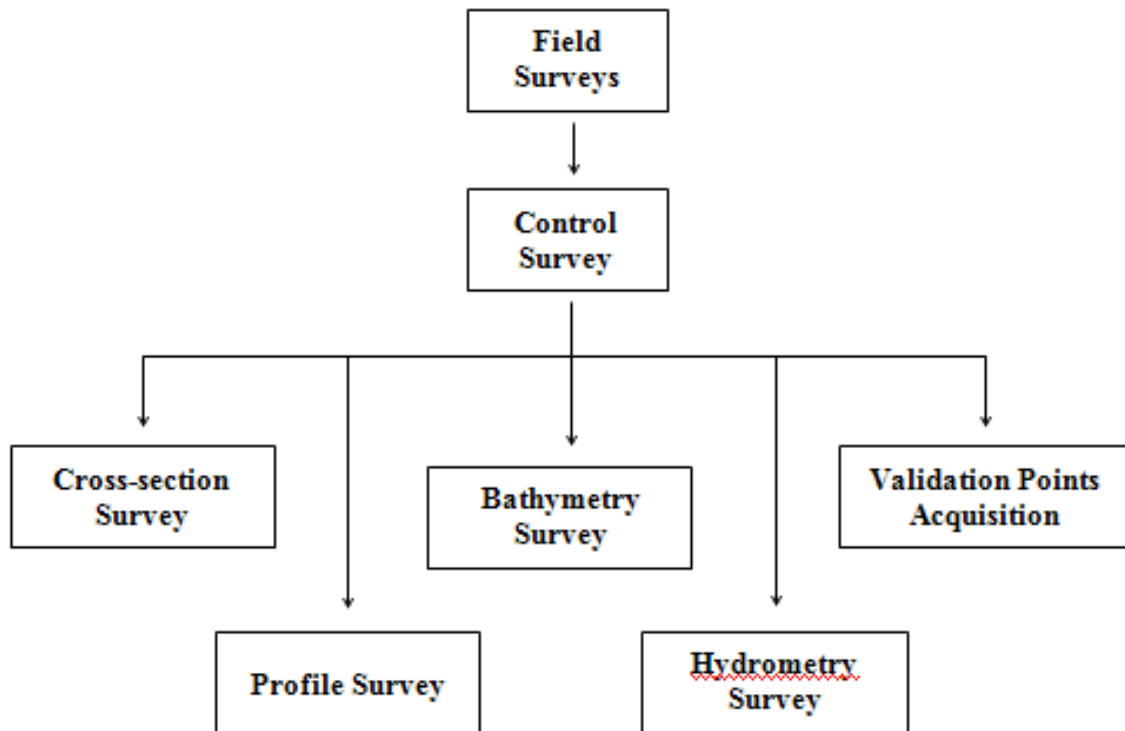 Field
Surveys
Control
Survey
Cross-section
Survey
Bathymetry
Survey
Validation Points
Acquisition
Profile Survey
Hydrometry
Survey